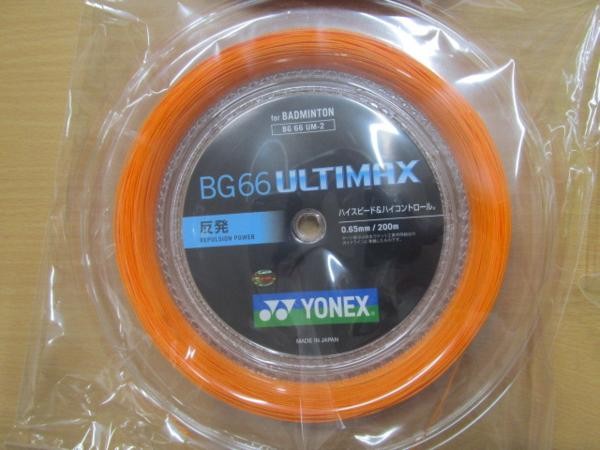 for BADMINTON
BG 66 UM-2
BG66 ULTIMAX
反発
REPULSION POWER
ハイスピード&ハイコントロール。
0.65mm / 200m
YONEX®
MADE IN JAPAN